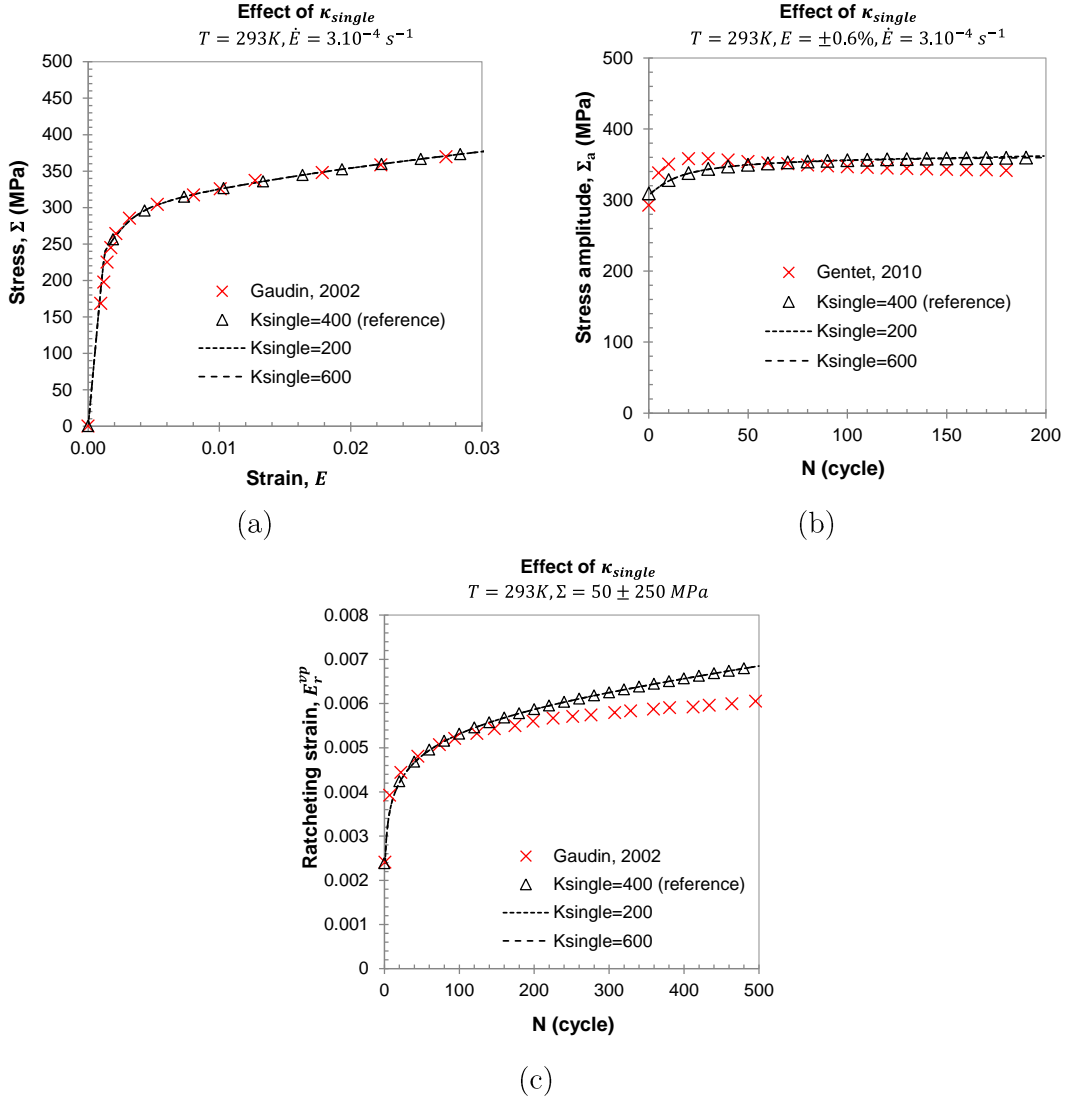 Effect of κsingle
T = 293K, Ė = 3.10⁻⁴ s⁻¹
Stress, Σ (MPa)
500
450
400
350
300
250
200
150
100
50
0
Gaudin, 2002
Ksingle=400 (reference)
Ksingle=200
Ksingle=600
0.00
0.01
0.02
0.03
Strain, E
(a)
Effect of κsingle
T = 293K, E = ±0.6%, Ė = 3.10⁻⁴ s⁻¹
Stress amplitude, Σa (MPa)
500
400
300
200
100
0
Gentet, 2010
Ksingle=400 (reference)
Ksingle=200
Ksingle=600
0
50
100
150
200
N (cycle)
(b)
Effect of κsingle
T = 293K, Σ = 50 ± 250 MPa
Ratcheting strain, E_r^vp
0.008
0.007
0.006
0.005
0.004
0.003
0.002
0.001
0
Gaudin, 2002
Ksingle=400 (reference)
Ksingle=200
Ksingle=600
0
100
200
300
400
500
N (cycle)
(c)